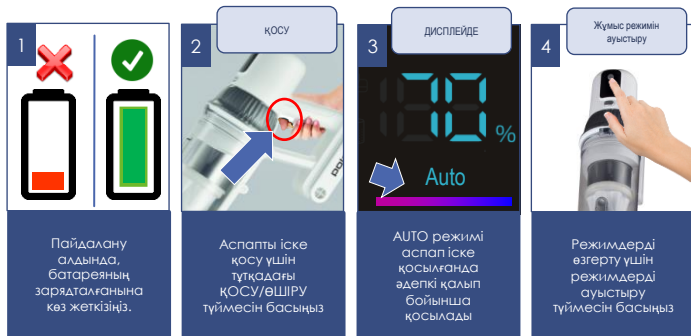 1
Пайдалану
алдында,
батареяның
зарядталғанына
көз жеткізіңіз.
2
ҚОСУ
Аспапты іске
қосу үшін
тұтқадағы
ҚОСУ/ӨШІРУ
түймесін басыңыз
3
ДИСПЛЕЙДЕ
70
%
Auto
AUTO режимі
аспап іске
қосылғанда
әдепкі қалып
бойынша
қосылады
4
Жұмыс режимін
ауыстыру
Режимдерді
өзгерту үшін
режимдерді
ауыстыру
түймесін басыңыз